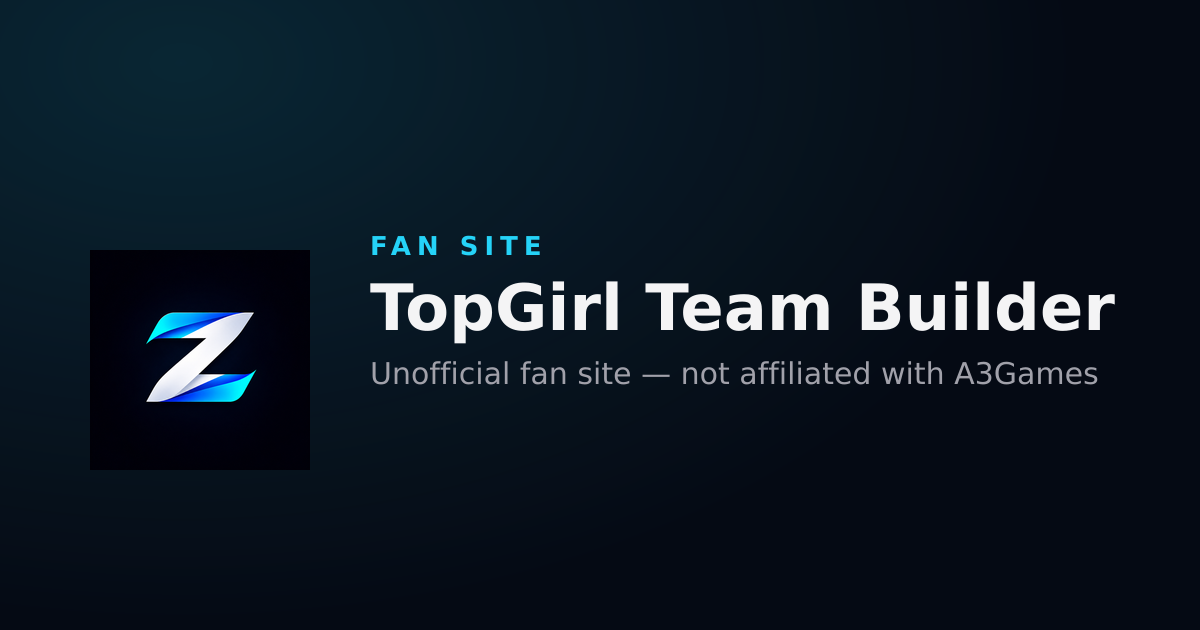 FAN SITE
TopGirl Team Builder
Unofficial fan site — not affiliated with A3Games